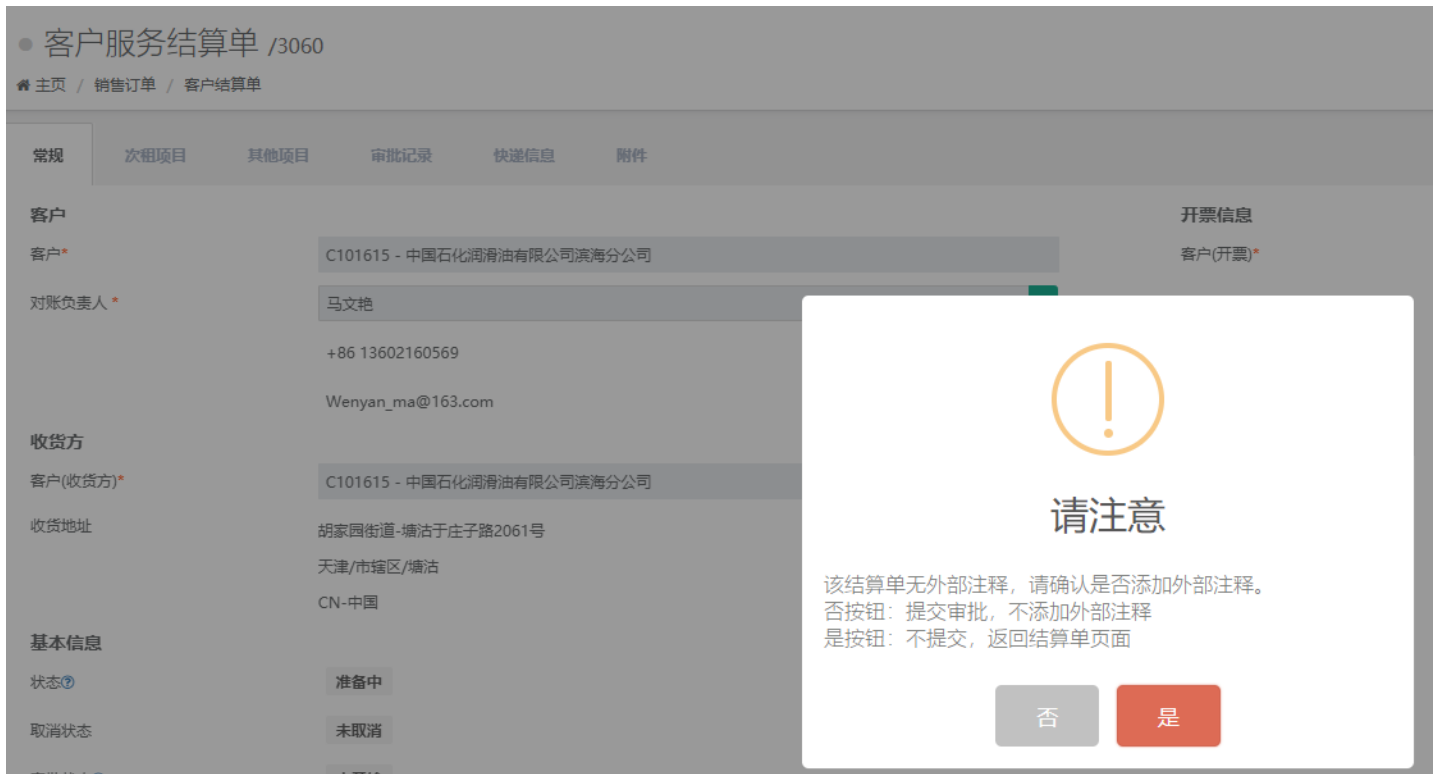 客户服务结算单 /3060
主页 / 销售订单 / 客户结算单
常规 次租项目 其他项目 审批记录 快递信息 附件
客户 开票信息
客户* C101615 - 中国石化润滑油有限公司滨海分公司 客户(开票)*
对账负责人 * 马文艳
+86 13602160569
Wenyan_ma@163.com
收货方
客户(收货方)* C101615 - 中国石化润滑油有限公司滨海分公司
收货地址 胡家园街道-塘沽于庄子路2061号
天津/市辖区/塘沽
CN-中国
基本信息
状态 准备中
取消状态 未取消
请注意
该结算单无外部注释，请确认是否添加外部注释。
否按钮：提交审批，不添加外部注释
是按钮：不提交，返回结算单页面
否 是